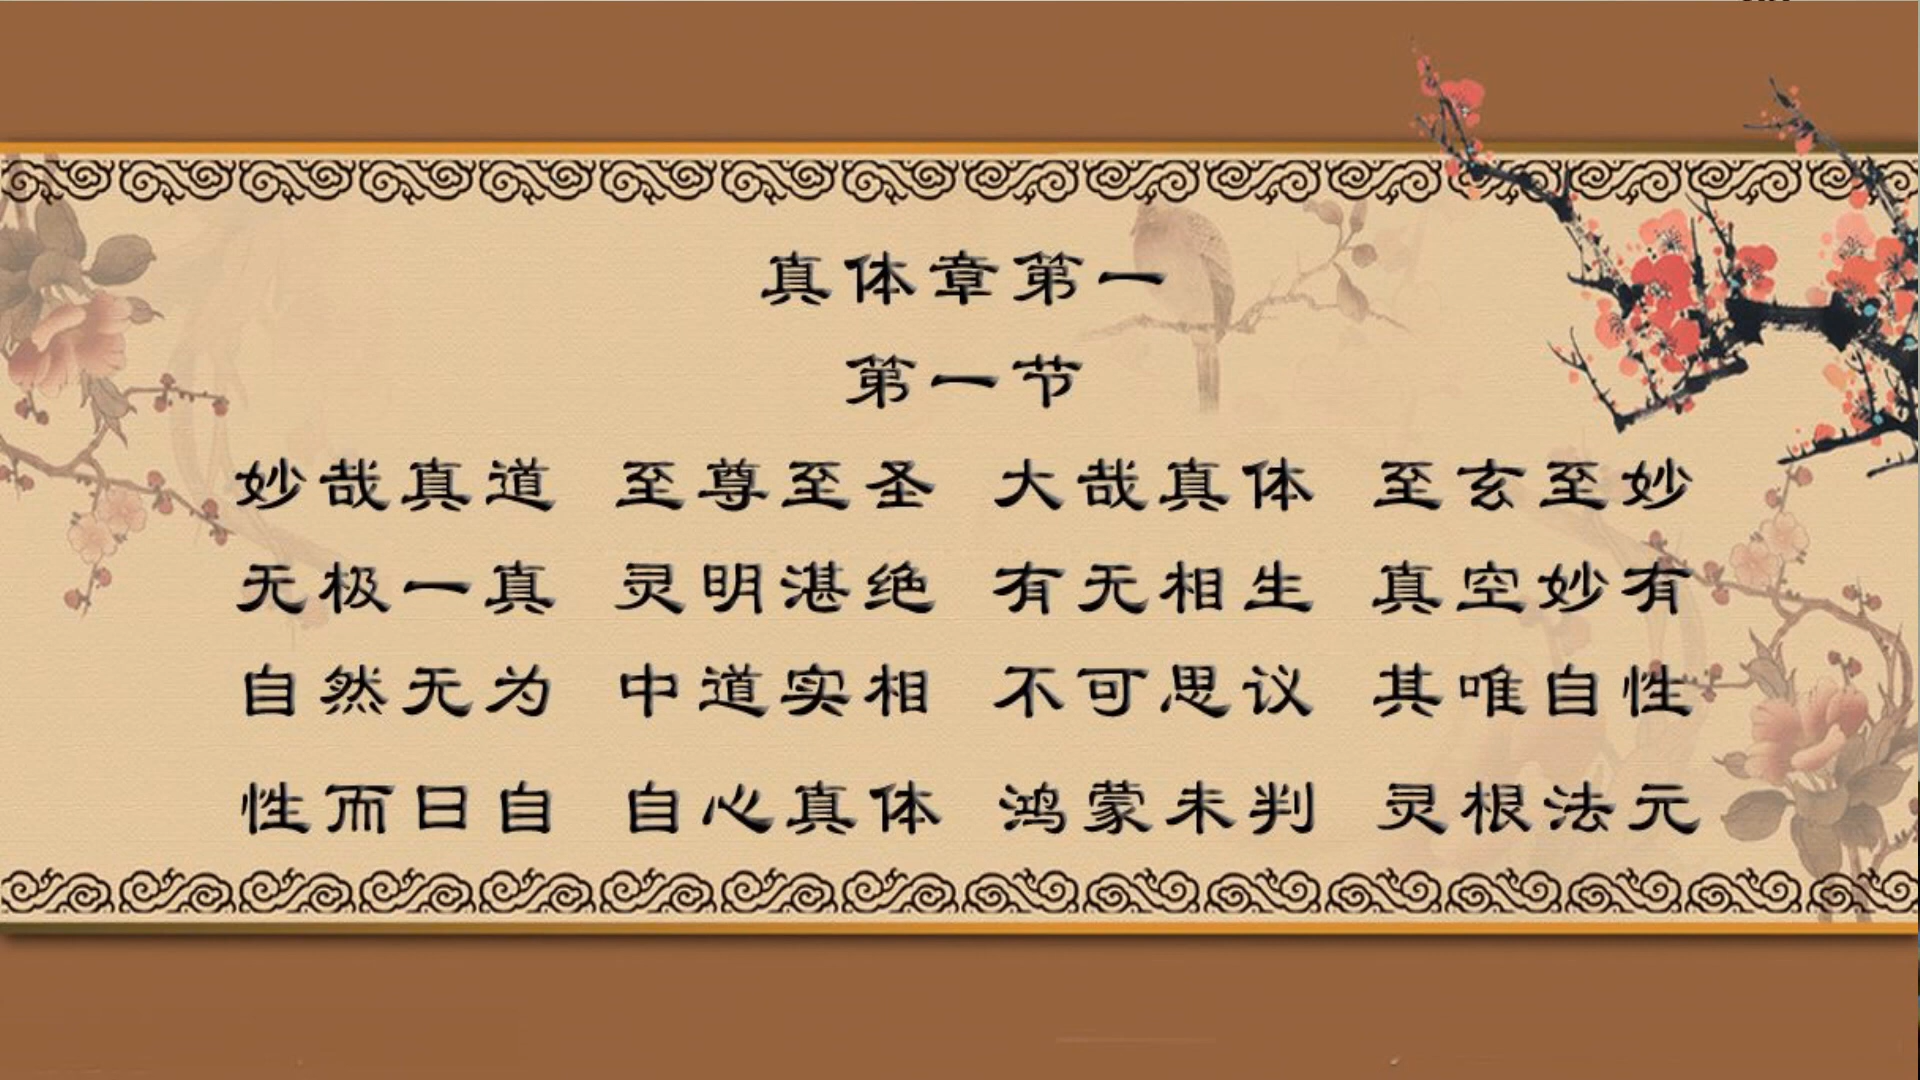 真体章第一
第一节
妙哉真道 至尊至圣 大哉真体 至玄至妙
无极一真 灵明湛绝 有无相生 真空妙有
自然无为 中道实相 不可思议 其唯自性
性而日自 自心真体 鸿蒙未判 灵根法元